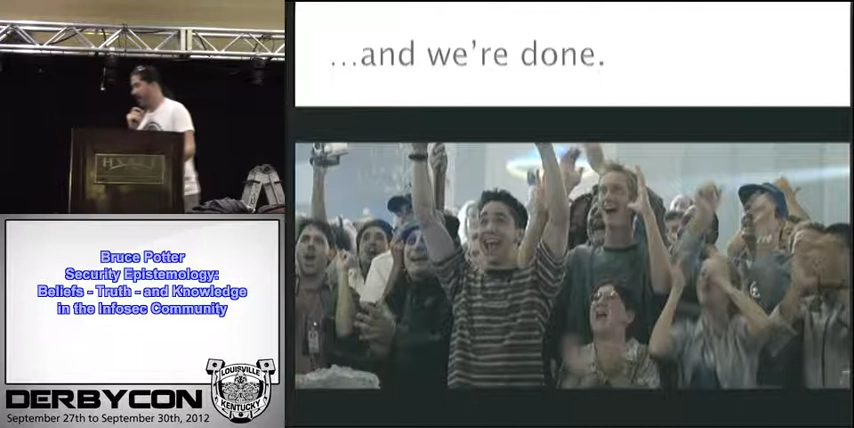 ...and we're done.
HYATT
Bruce Potter
Security Epistemology:
Beliefs - Truth - and Knowledge
in the Infosec Community
LOUISVILLE
KENTUCKY
DERBYCON
September 27th to September 30th, 2012